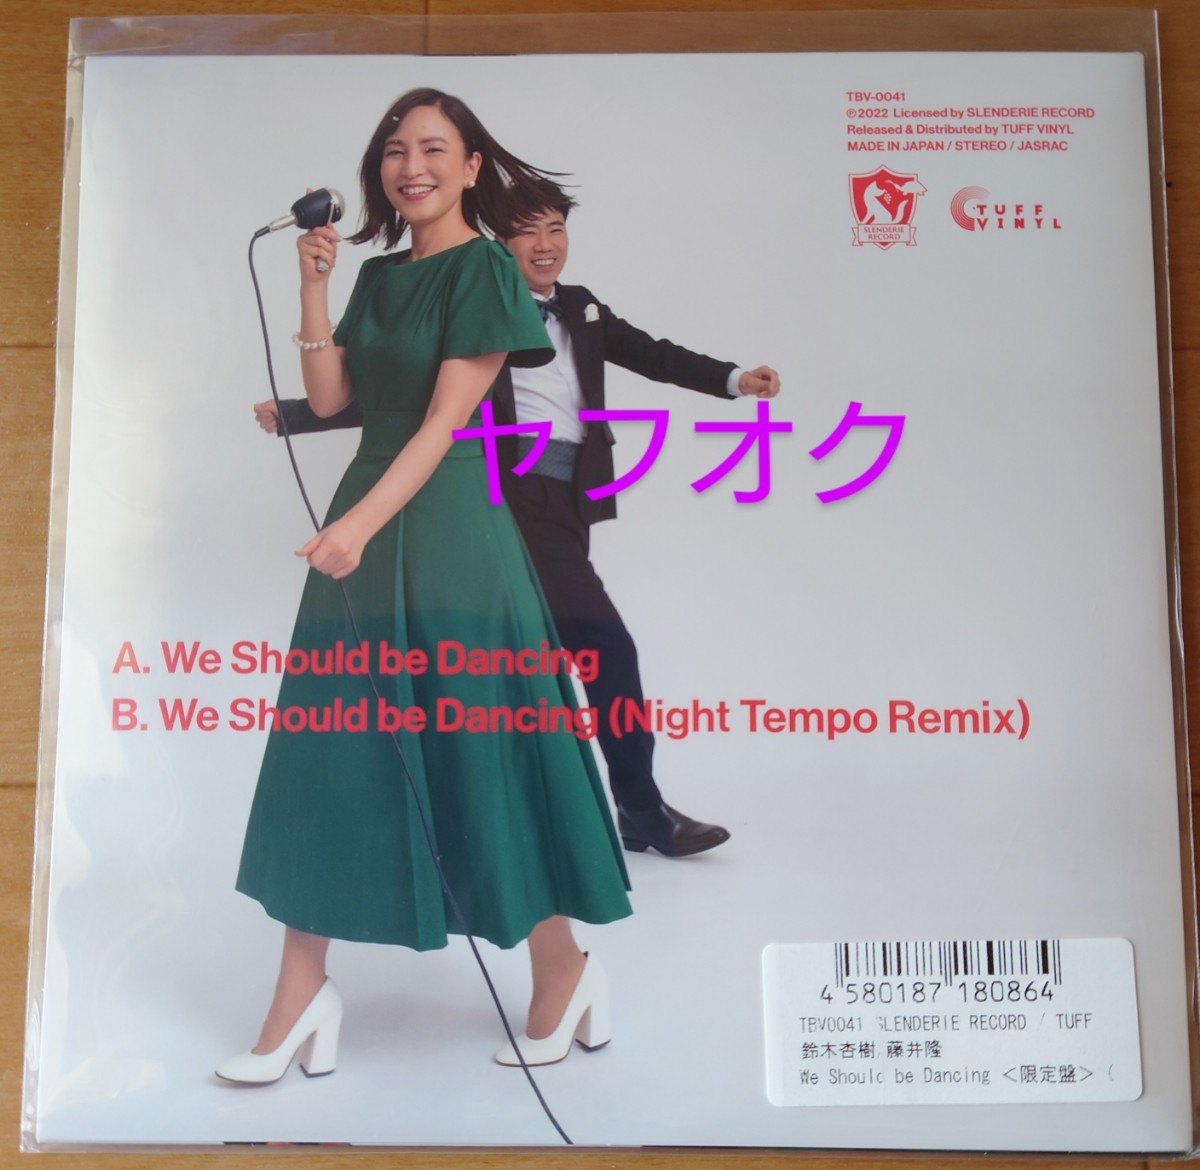 TBV-0041
℗2022 Licensed by SLENDERIE RECORD
Released & Distributed by TUFF VINYL
MADE IN JAPAN / STEREO / JASRAC
SLENDERIE
RECORD
TUFF
VINYL
ヤフオク
A. We Should be Dancing
B. We Should be Dancing (Night Tempo Remix)
4 580187 180864
TBV0041 SLENDERIE RECORD / TUFF
鈴木杏樹/藤井隆
We Should be Dancing <限定盤> (